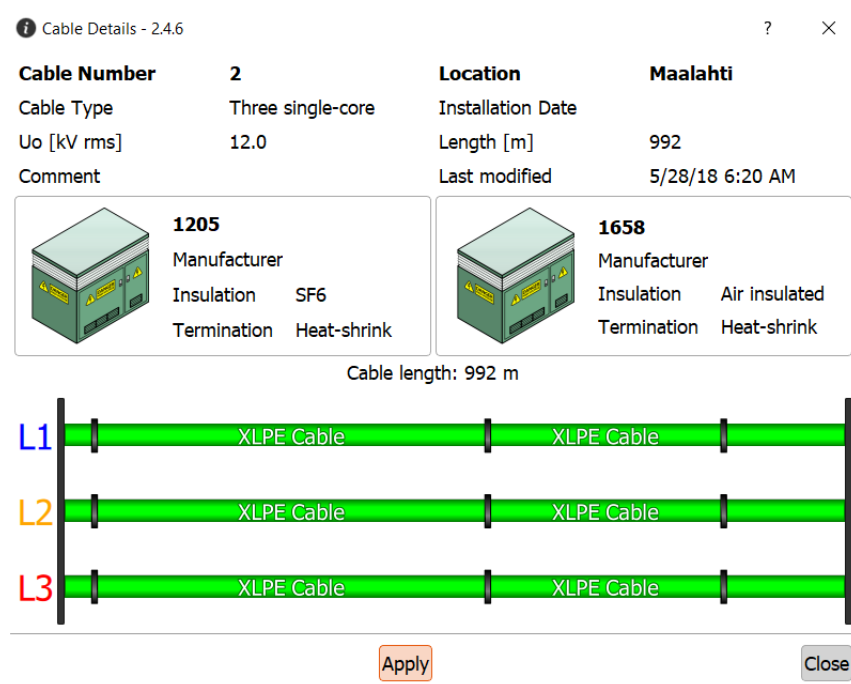 Cable Details - 2.4.6 ?
Cable Number 2 Location Maalahti
Cable Type Three single-core Installation Date
Uo [kV rms] 12.0 Length [m] 992
Comment Last modified 5/28/18 6:20 AM
1205
Manufacturer
Insulation SF6
Termination Heat-shrink
1658
Manufacturer
Insulation Air insulated
Termination Heat-shrink
Cable length: 992 m
L1 XLPE Cable XLPE Cable
L2 XLPE Cable XLPE Cable
L3 XLPE Cable XLPE Cable
Apply Close